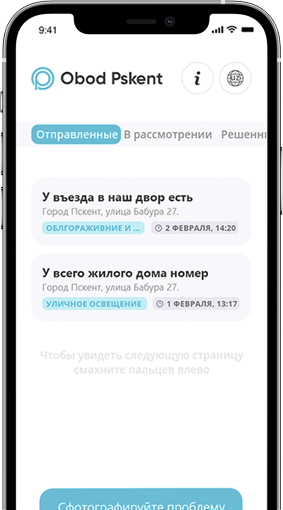 9:41
Obod Pskent
i
Отправленные В рассмотрении Решенны
У въезда в наш двор есть
Город Пскент, улица Бабура 27.
ОБЛГОРАЖИВНИЕ И ... 2 ФЕВРАЛЯ, 14:20
У всего жилого дома номер
Город Пскент, улица Бабура 27.
УЛИЧНОЕ ОСВЕЩЕНИЕ 1 ФЕВРАЛЯ, 13:17
Чтобы увидеть следующую страницу
смахните пальцев влево
Сфотографируйте проблему